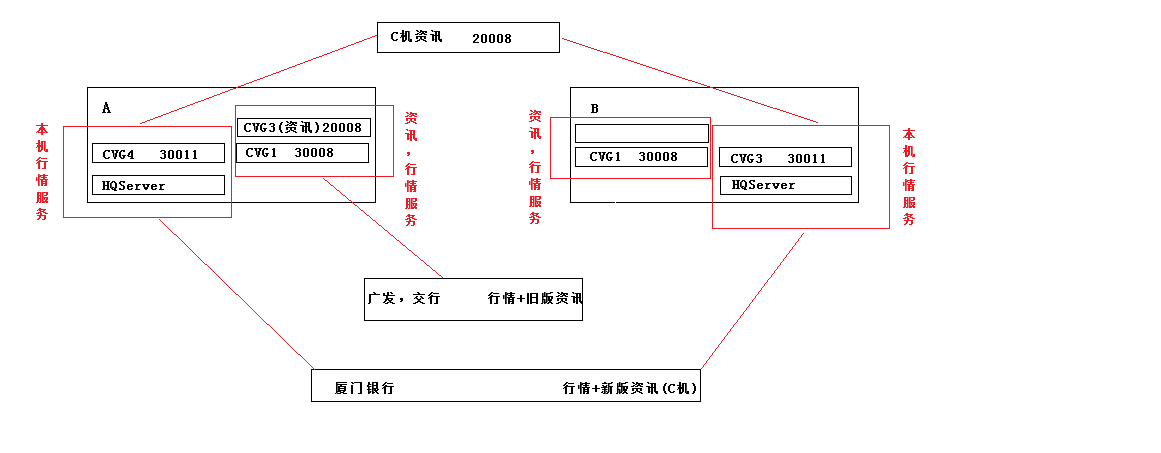 C机资讯 20008
A
本机行情服务
CVG4 30011
HQServer
CVG3(资讯)20008
CVG1 30008
资讯，行情服务
B
资讯，行情服务
CVG1 30008
CVG3 30011
HQServer
本机行情服务
广发，交行 行情+旧版资讯
厦门银行 行情+新版资讯(C机)